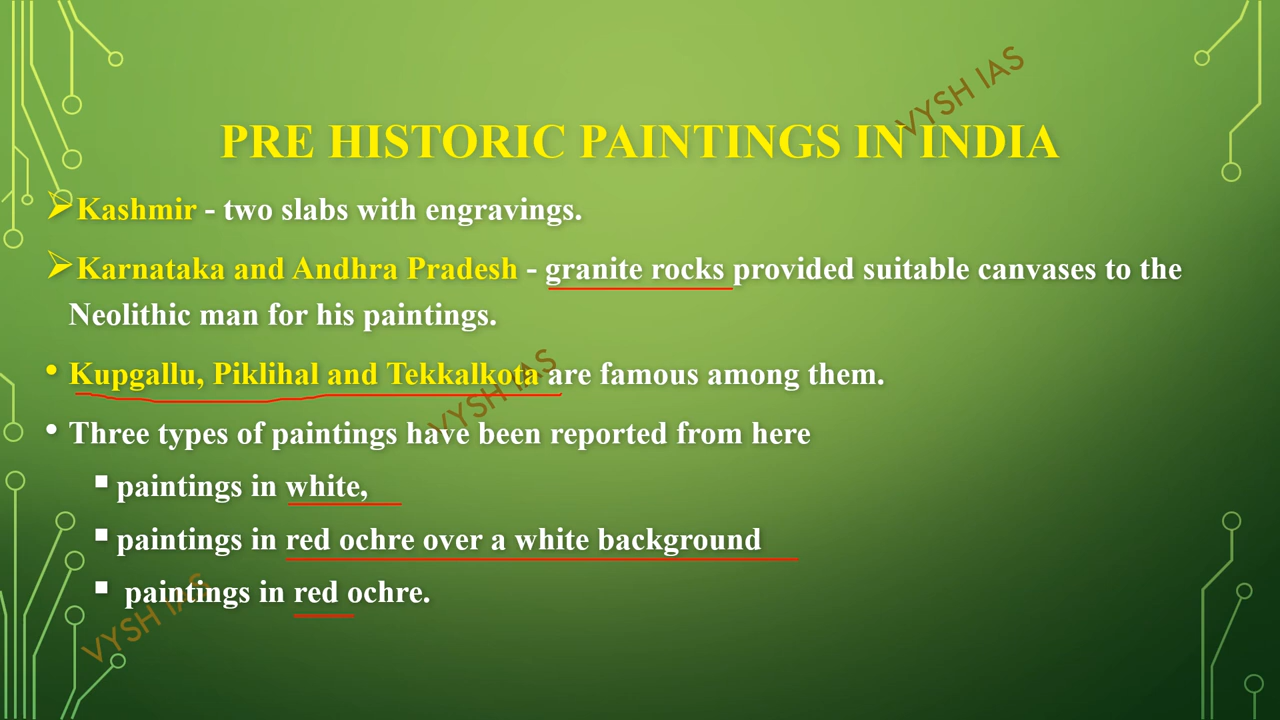 VYSH IAS
PRE HISTORIC PAINTINGS IN INDIA
➢Kashmir - two slabs with engravings.
➢Karnataka and Andhra Pradesh - granite rocks provided suitable canvases to the
Neolithic man for his paintings.
• Kupgallu, Piklihal and Tekkalkota are famous among them.
VYSH IAS
• Three types of paintings have been reported from here
▪ paintings in white,
▪ paintings in red ochre over a white background
▪ paintings in red ochre.
VYSH IAS